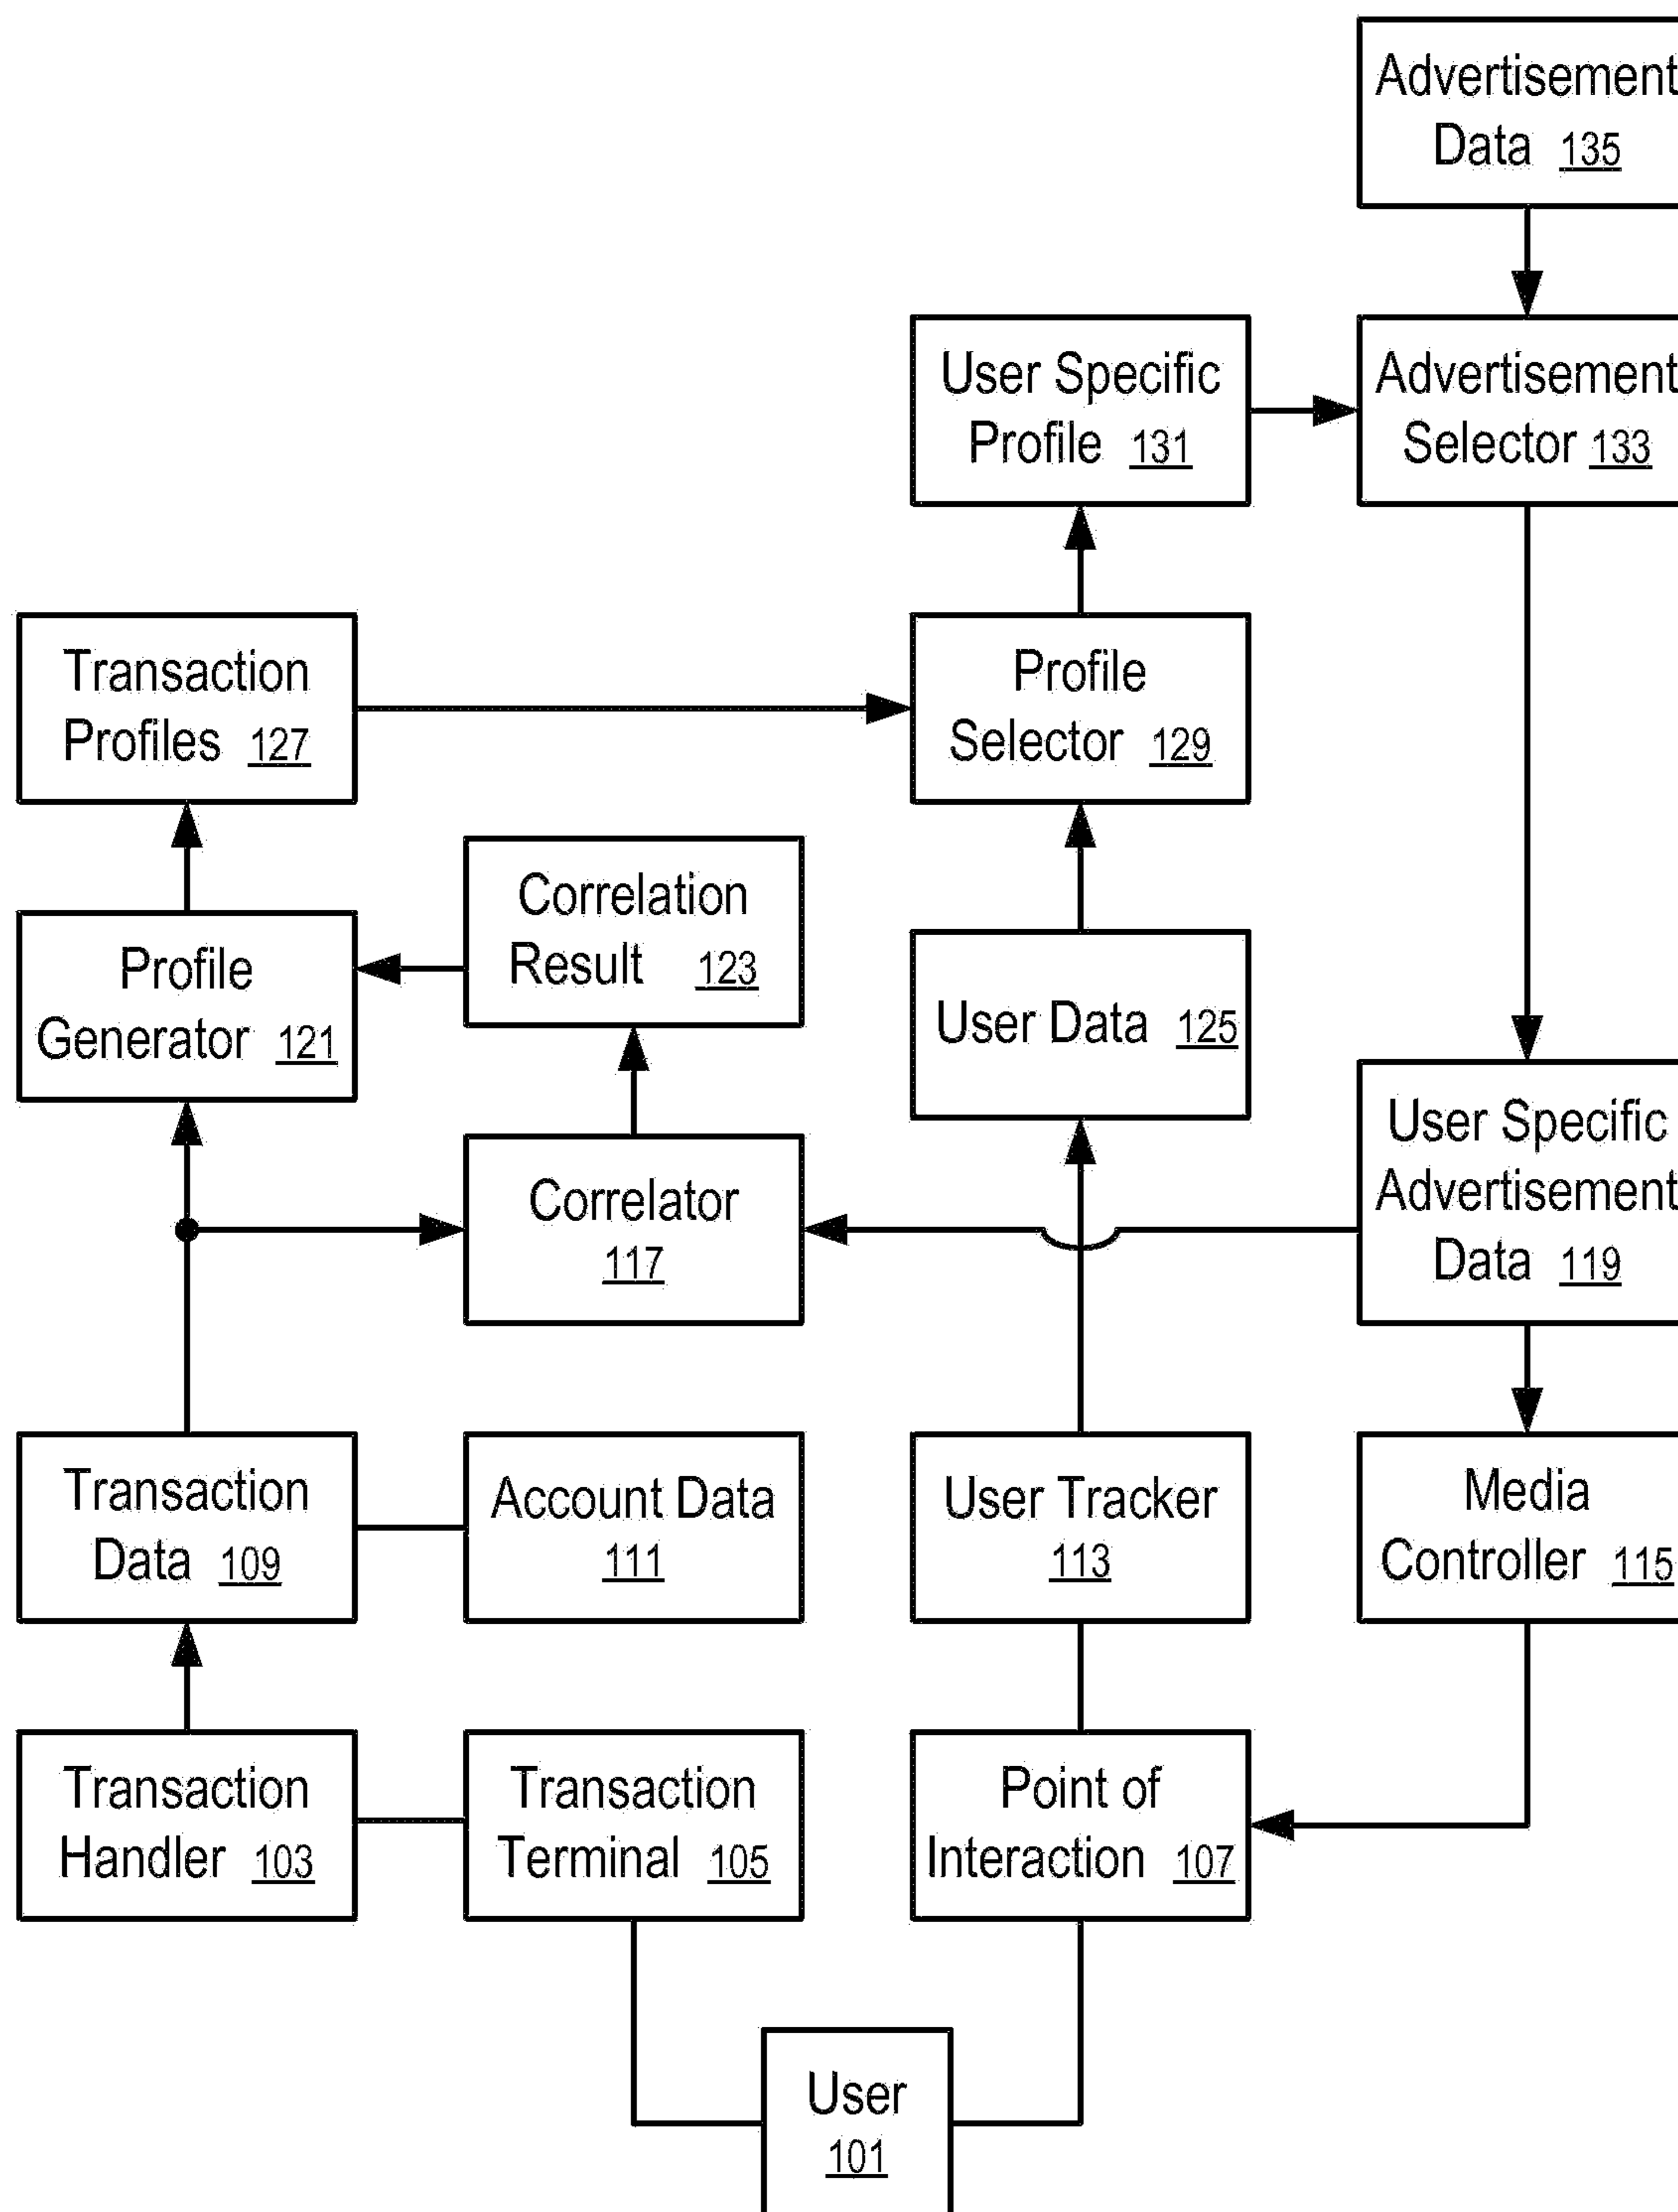 Advertisement
Data 135
User Specific
Profile 131
Advertisement
Selector 133
Transaction
Profiles 127
Profile
Selector 129
Correlation
Result 123
Profile
Generator 121
User Data 125
User Specific
Advertisement
Data 119
Correlator
117
Transaction
Data 109
Account Data
111
User Tracker
113
Media
Controller 115
Transaction
Handler 103
Transaction
Terminal 105
Point of
Interaction 107
User
101